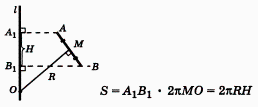 l
A₁ A
H M
B₁ B
R
O
S = A₁B₁ · 2πMO = 2πRH